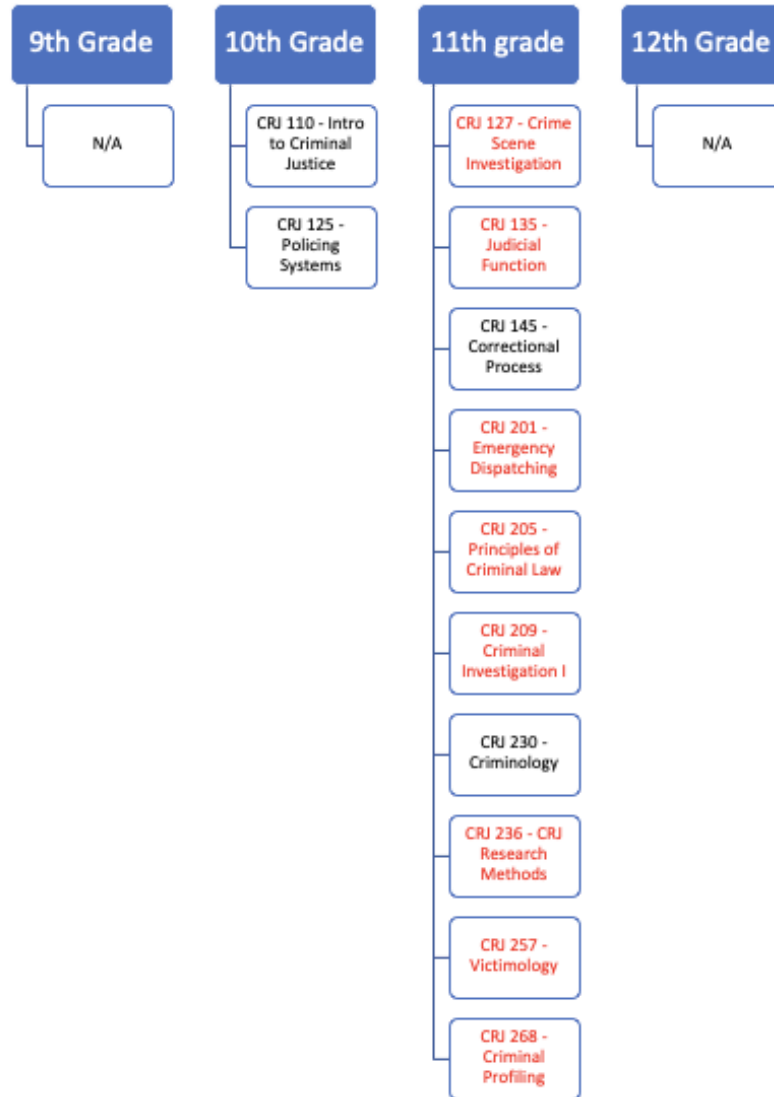 9th Grade
N/A
10th Grade
CRJ 110 - Intro
to Criminal
Justice
CRJ 125 -
Policing
Systems
11th grade
CRJ 127 - Crime
Scene
Investigation
CRJ 135 -
Judicial
Function
CRJ 145 -
Correctional
Process
CRJ 201 -
Emergency
Dispatching
CRJ 205 -
Principles of
Criminal Law
CRJ 209 -
Criminal
Investigation I
CRJ 230 -
Criminology
CRJ 236 - CRJ
Research
Methods
CRJ 257 -
Victimology
CRJ 268 -
Criminal
Profiling
12th Grade
N/A